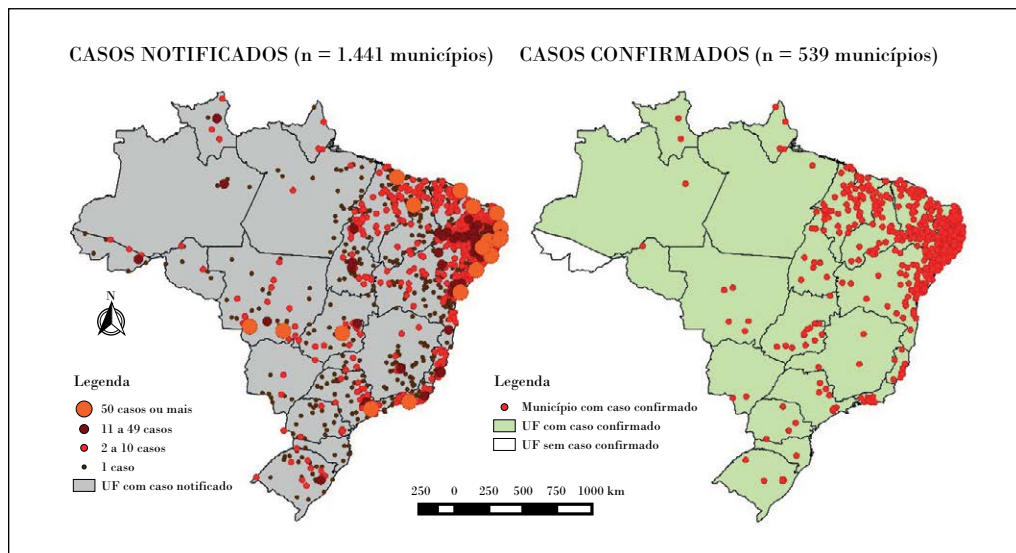 CASOS NOTIFICADOS (n = 1.441 municípios)
CASOS CONFIRMADOS (n = 539 municípios)
N
Legenda
50 casos ou mais
11 a 49 casos
2 a 10 casos
1 caso
UF com caso notificado
250 0 250 500 750 1000 km
Legenda
Município com caso confirmado
UF com caso confirmado
UF sem caso confirmado